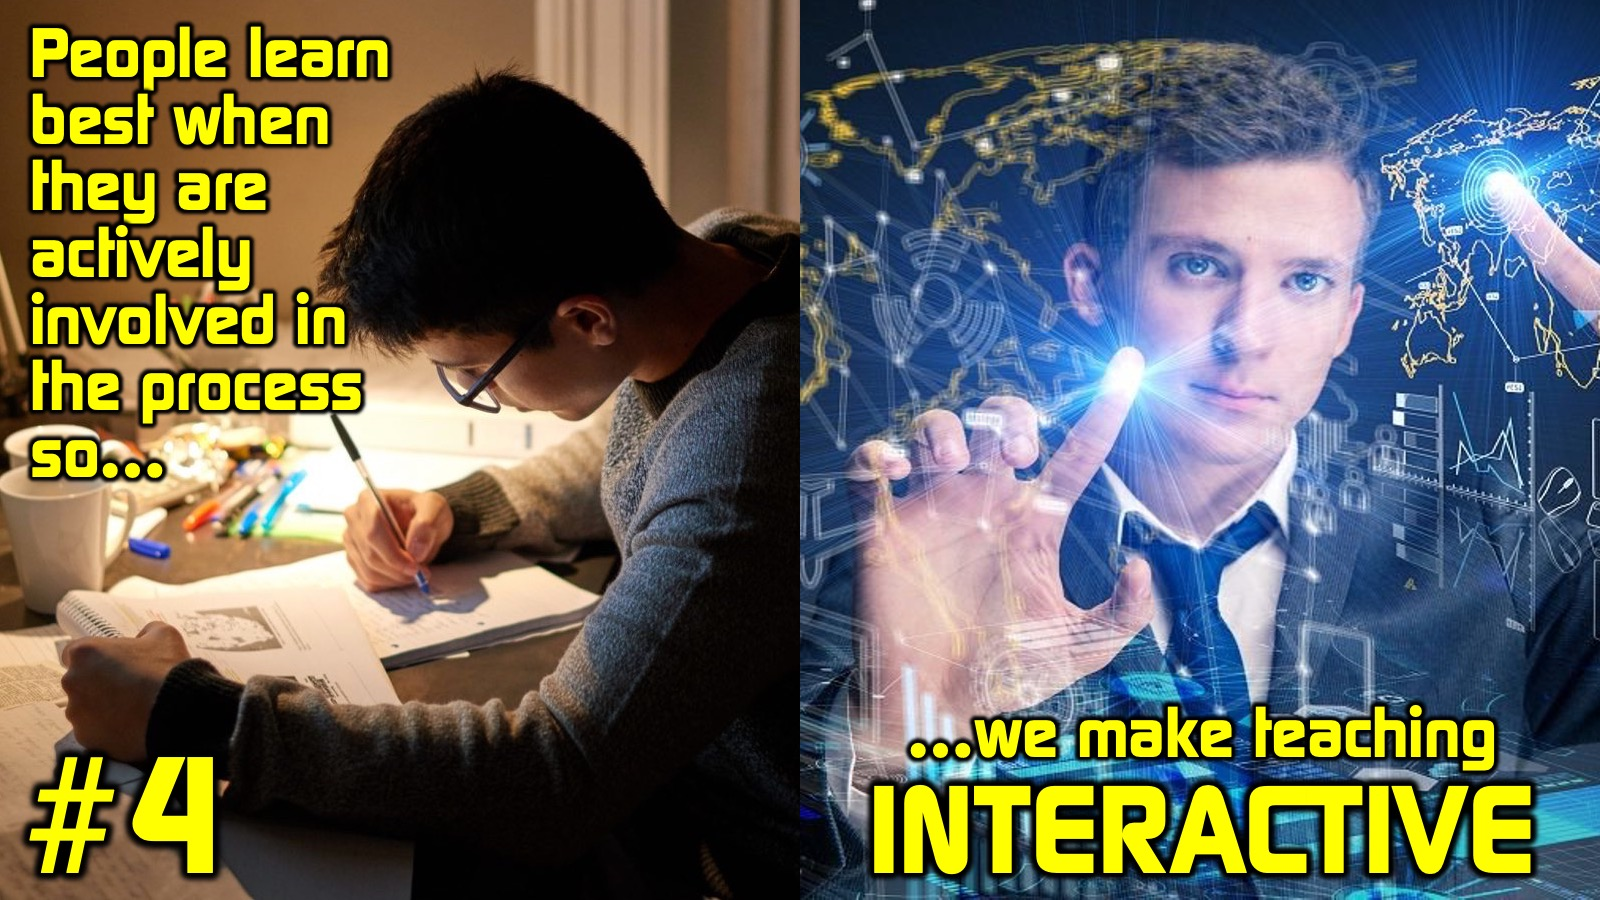 People learn
best when
they are
actively
involved in
the process
so...
#4
...we make teaching
INTERACTIVE